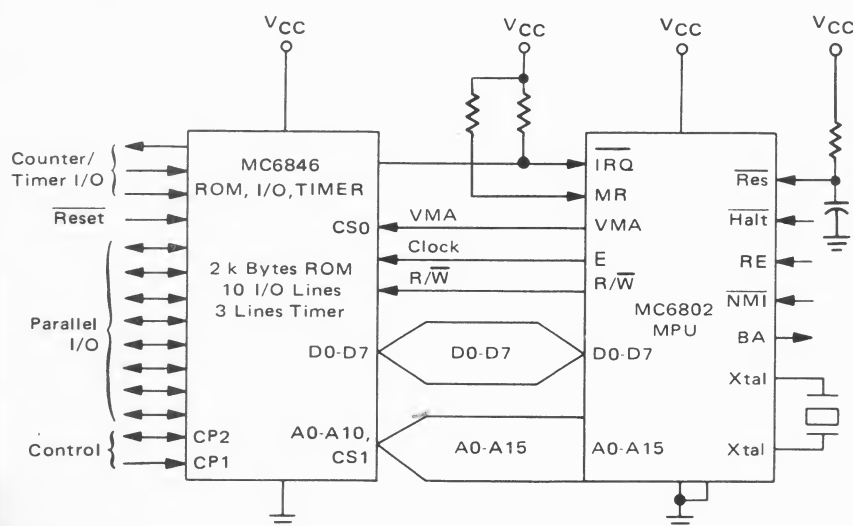 VCC
VCC
VCC
VCC
Counter/
Timer I/O
Reset
Parallel
I/O
Control
MC6846
ROM, I/O, TIMER
CS0
2 k Bytes ROM
10 I/O Lines
3 Lines Timer
D0-D7
A0-A10,
CS1
CP2
CP1
VMA
Clock
R/W
D0-D7
A0-A15
IRQ
MR
VMA
E
R/W
MC6802
MPU
D0-D7
A0-A15
Res
Halt
RE
NMI
BA
Xtal
Xtal